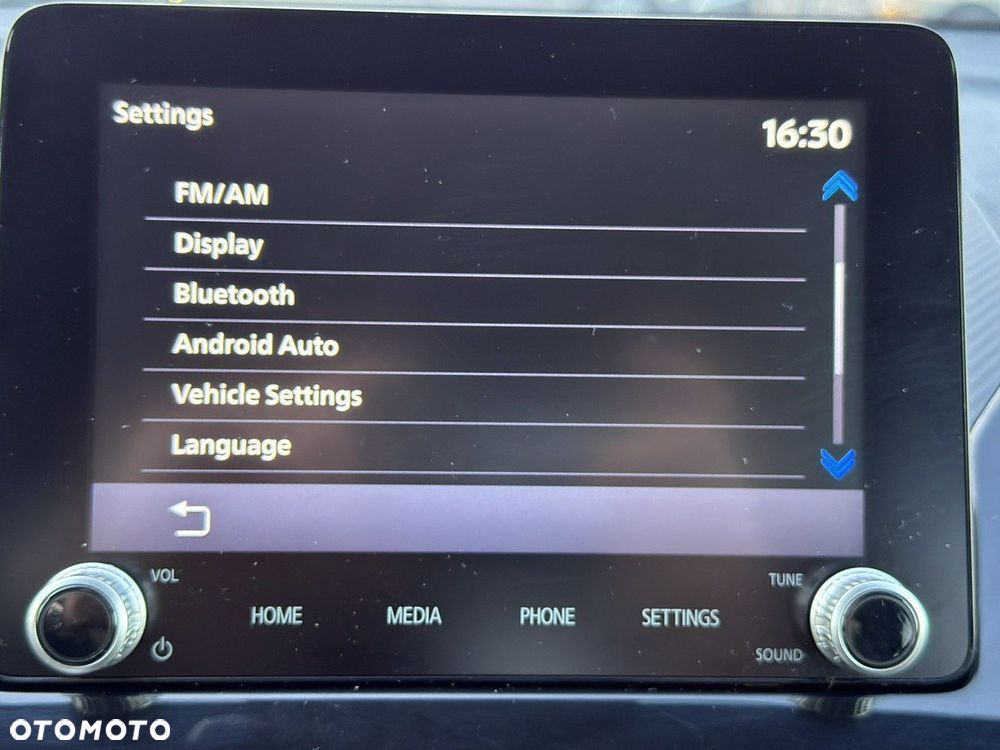 Settings
16:30
FM/AM
Display
Bluetooth
Android Auto
Vehicle Settings
Language
VOL
TUNE
HOME
MEDIA
PHONE
SETTINGS
SOUND
OTOMOTO